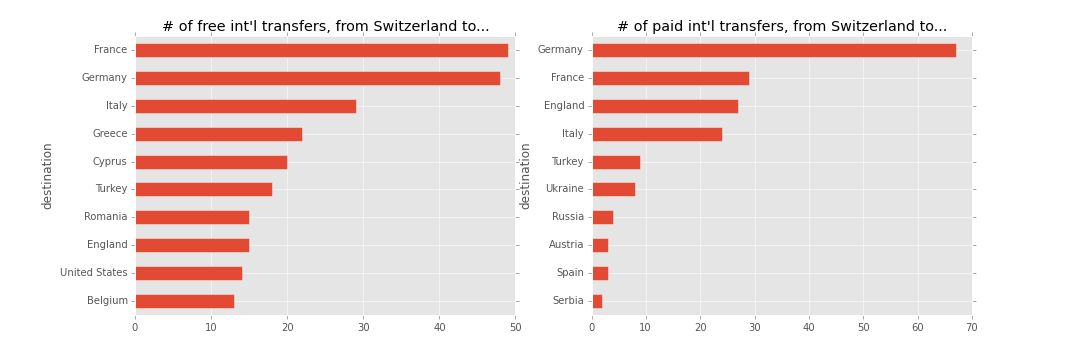 # of free int'l transfers, from Switzerland to...
destination
France
Germany
Italy
Greece
Cyprus
Turkey
Romania
England
United States
Belgium
0 10 20 30 40 50
# of paid int'l transfers, from Switzerland to...
destination
Germany
France
England
Italy
Turkey
Ukraine
Russia
Austria
Spain
Serbia
0 10 20 30 40 50 60 70